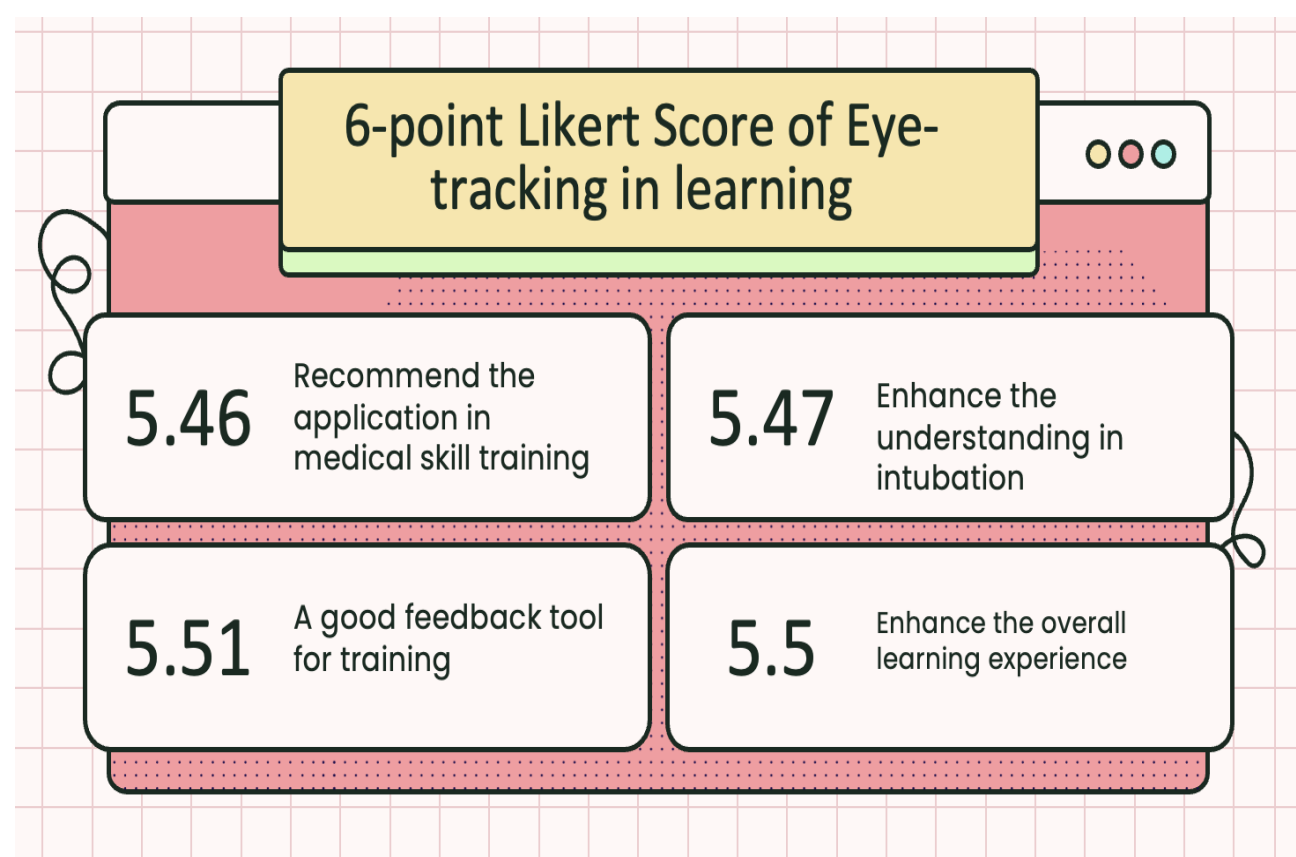 6-point Likert Score of Eye-
tracking in learning
5.46
Recommend the
application in
medical skill training
5.47
Enhance the
understanding in
intubation
5.51
A good feedback tool
for training
5.5
Enhance the overall
learning experience